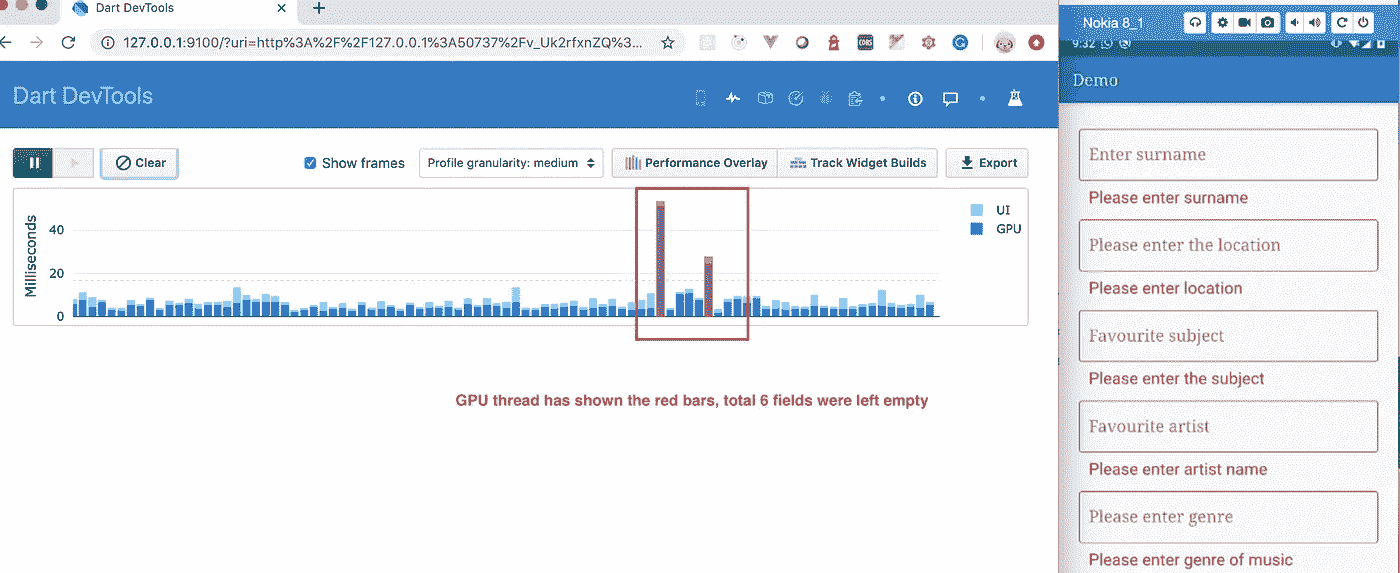 Dart DevTools
127.0.0.1:9100/?uri=http%3A%2F%2F127.0.0.1%3A50737%2Fv_Uk2rfxnZQ%3...
CORS
Dart DevTools
Clear
Show frames
Profile granularity: medium
Performance Overlay
Track Widget Builds
Export
Milliseconds
40
20
0
UI
GPU
GPU thread has shown the red bars, total 6 fields were left empty
Nokia 8_1
9:32
Demo
Enter surname
Please enter surname
Please enter the location
Please enter location
Favourite subject
Please enter the subject
Favourite artist
Please enter artist name
Please enter genre
Please enter genre of music